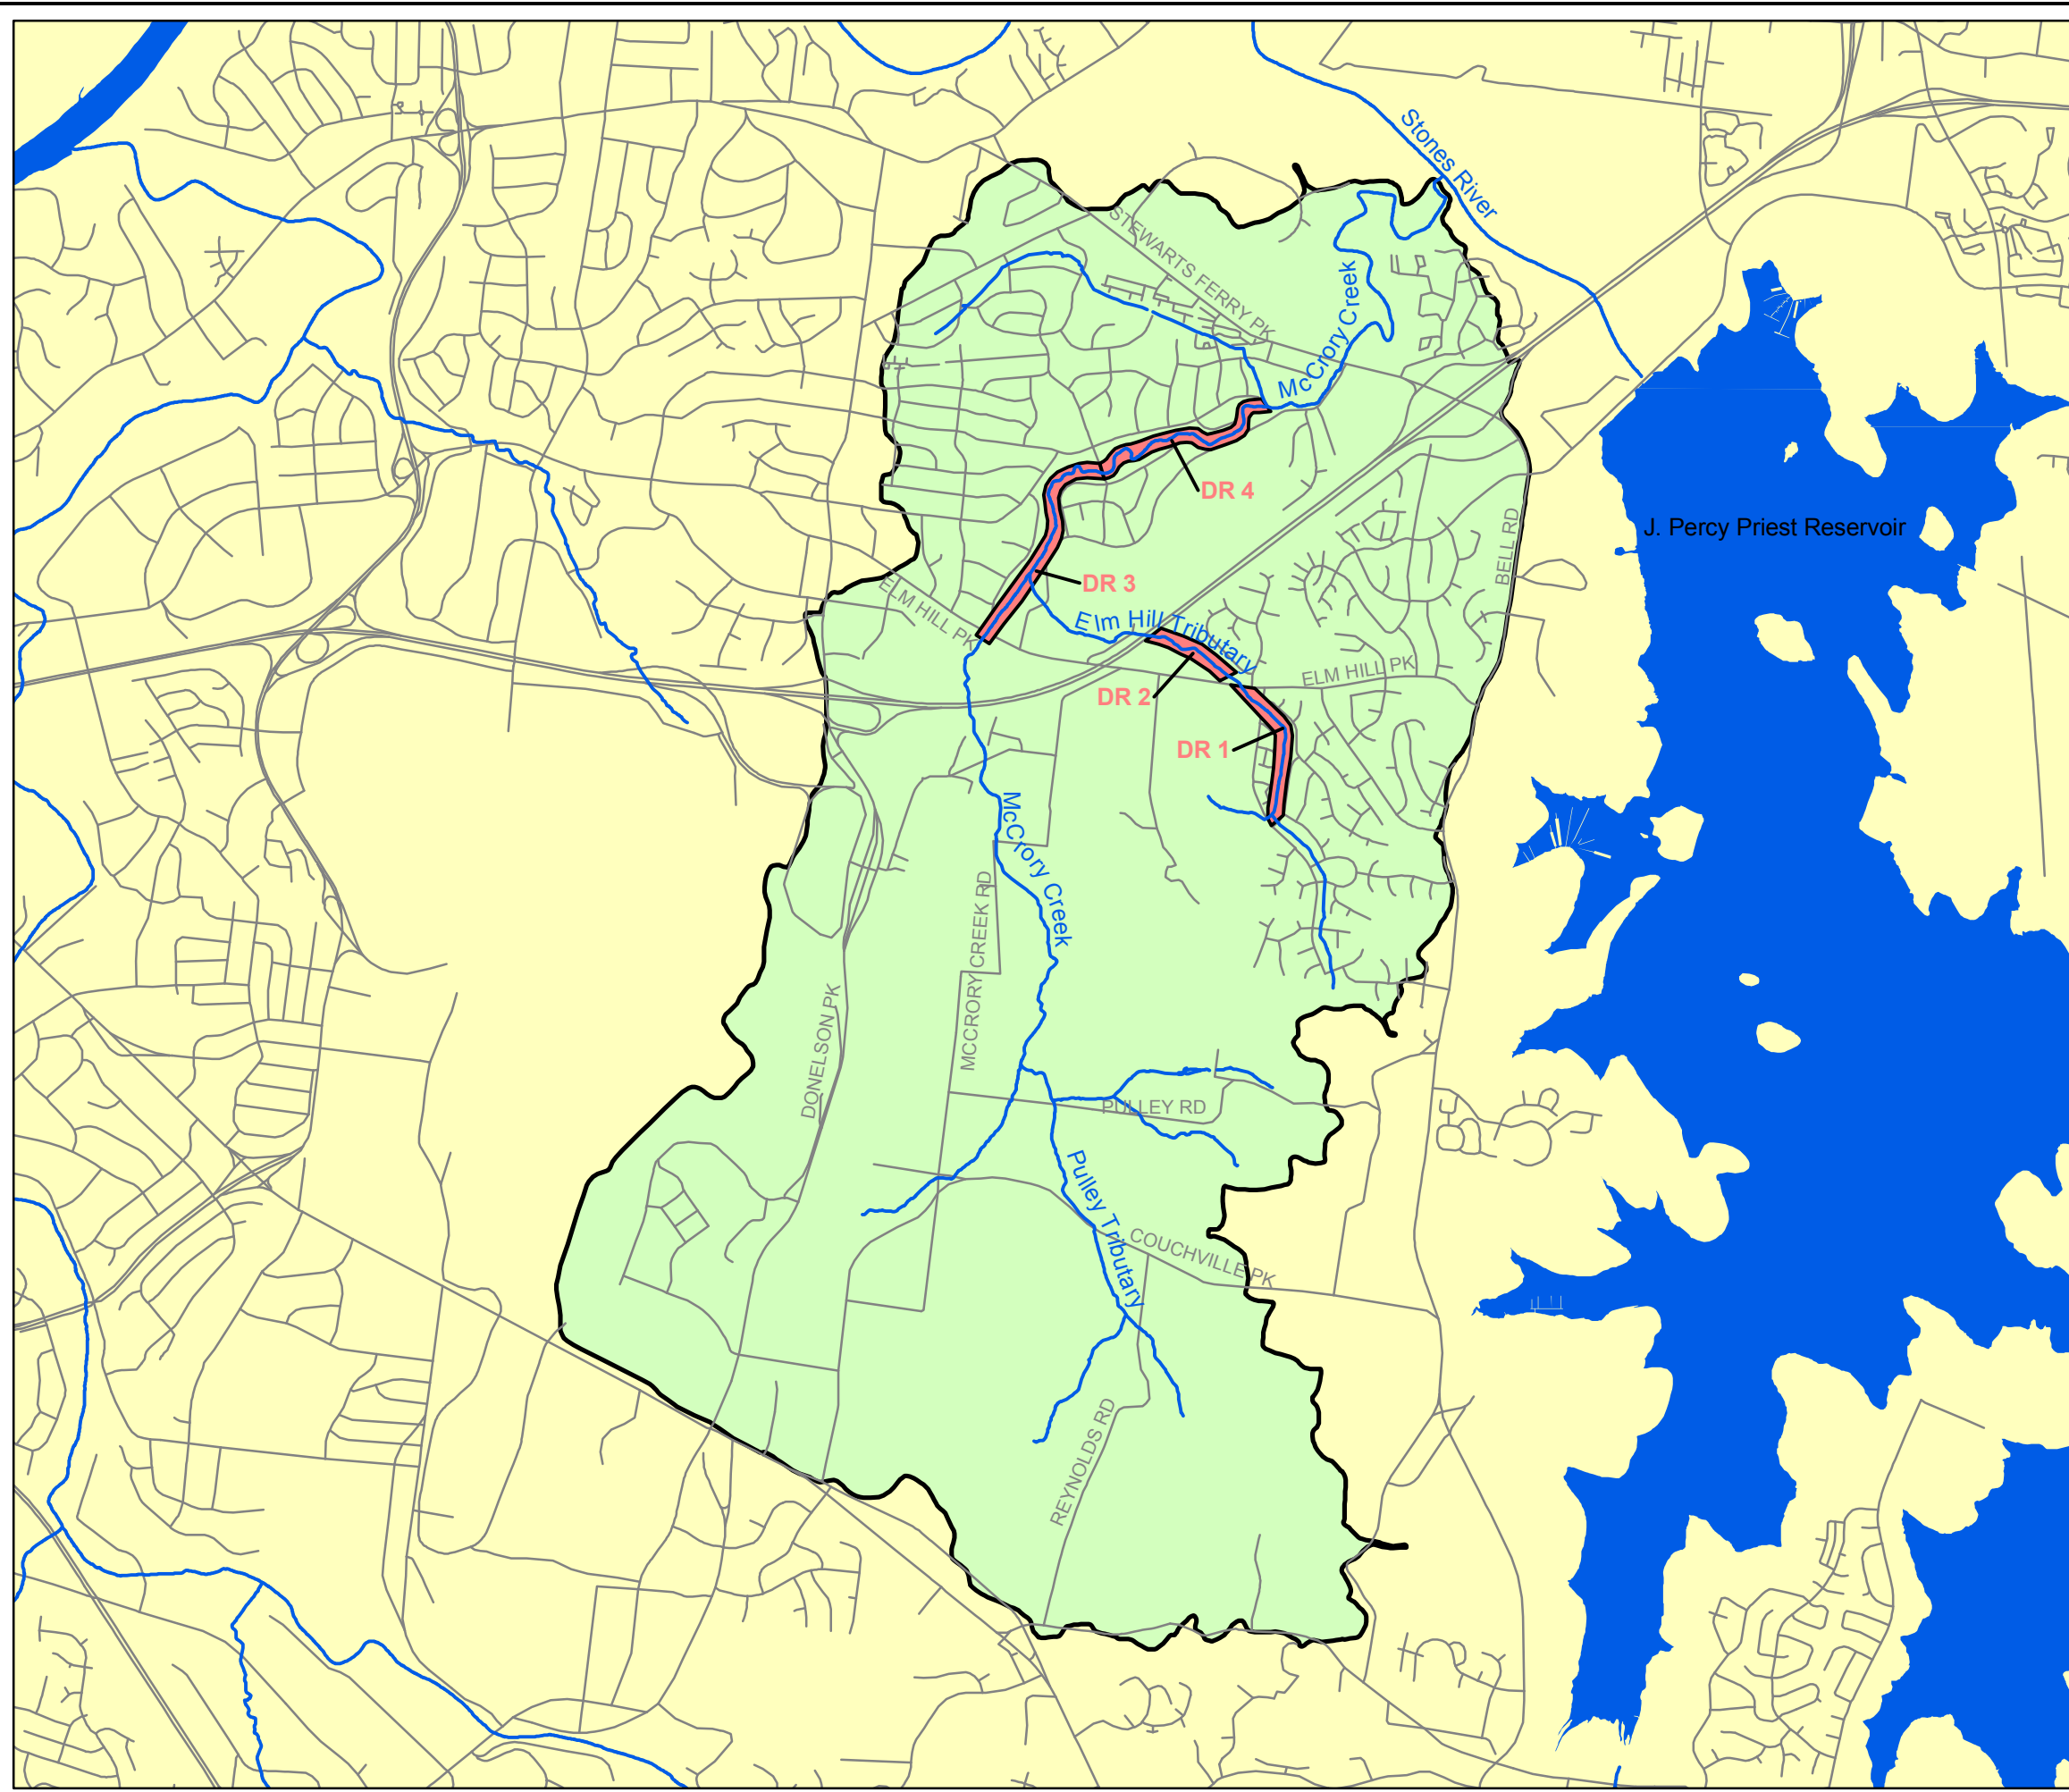 Stones River
STEWARTS FERRY PK
McCrory Creek
DR 4
J. Percy Priest Reservoir
BELL RD
DR 3
ELM HILL PK
Elm Hill Tributary
ELM HILL PK
DR 2
DR 1
McCrory Creek
MCCRORY CREEK RD
DONELSON PK
PULLEY RD
Pulley Tributary
COUCHVILLE PK
REYNOLDS RD